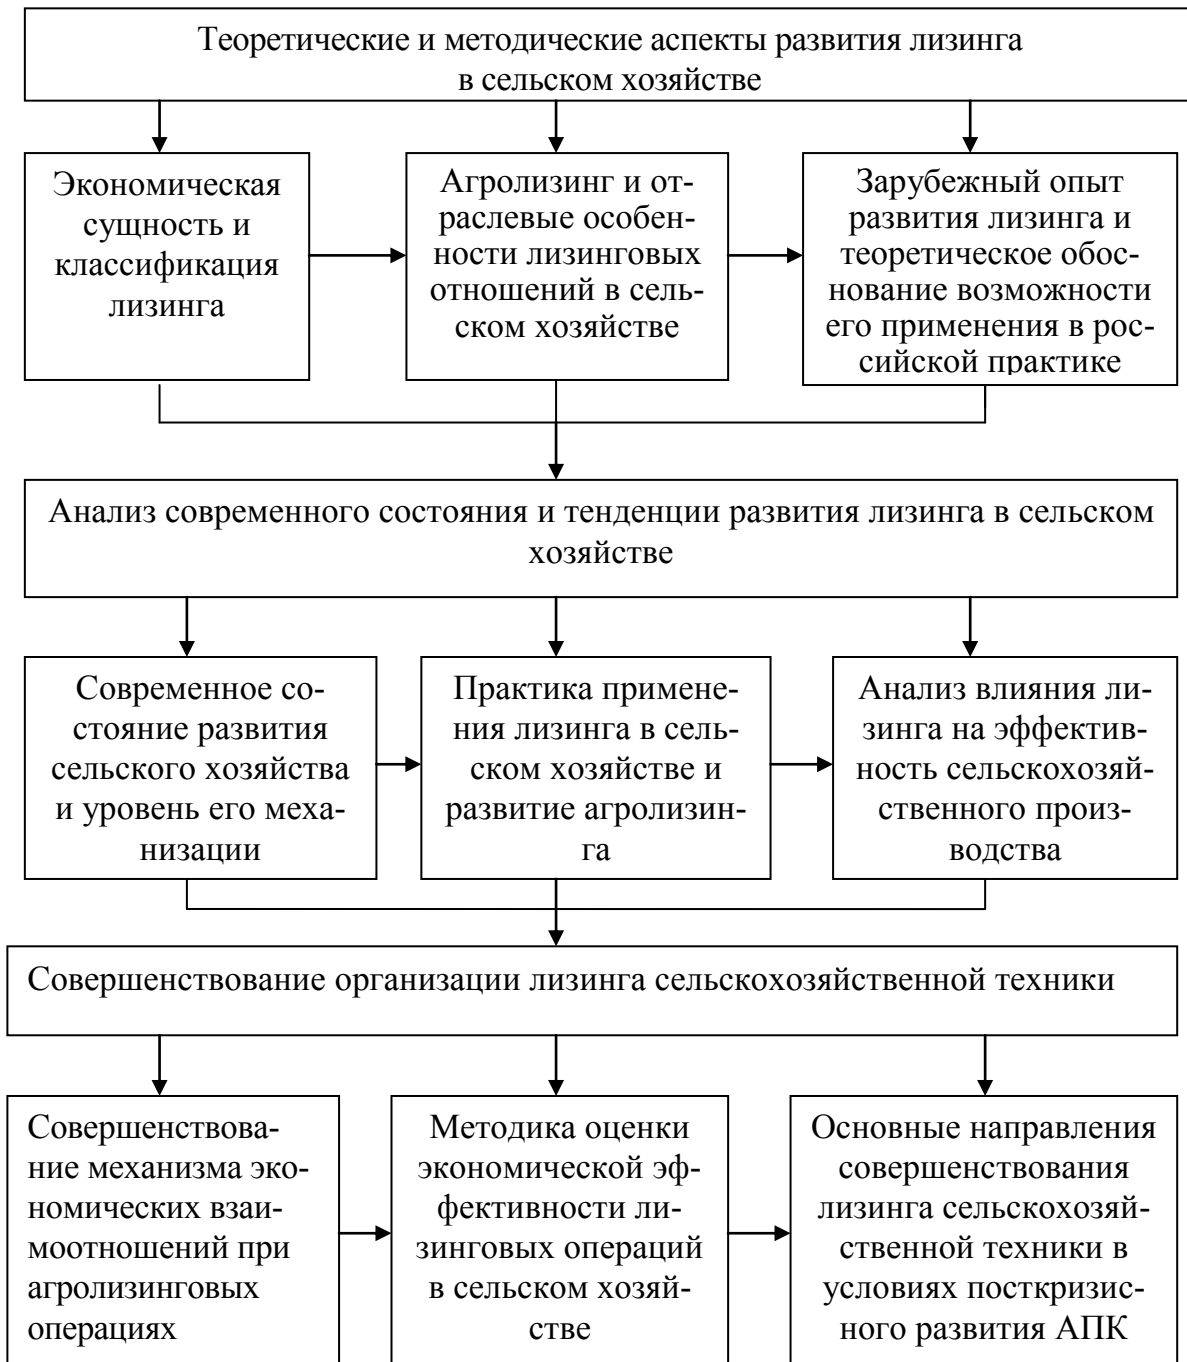 Теоретические и методические аспекты развития лизинга
в сельском хозяйстве
Экономическая
сущность и
классификация
лизинга
Агролизинг и от-
раслевые особен-
ности лизинговых
отношений в сель-
ском хозяйстве
Зарубежный опыт
развития лизинга и
теоретическое обос-
нование возможности
его применения в рос-
сийской практике
Анализ современного состояния и тенденции развития лизинга в сельском
хозяйстве
Современное со-
стояние развития
сельского хозяйства
и уровень его меха-
низации
Практика примене-
ния лизинга в сель-
ском хозяйстве и
развитие агролизин-
га
Анализ влияния ли-
зинга на эффектив-
ность сельскохозяй-
ственного произ-
водства
Совершенствование организации лизинга сельскохозяйственной техники
Совершенствова-
ние механизма эко-
номических взаи-
моотношений при
агролизинговых
операциях
Методика оценки
экономической эф-
фективности ли-
зинговых операций
в сельском хозяй-
стве
Основные направления
совершенствования
лизинга сельскохозяй-
ственной техники в
условиях посткризис-
ного развития АПК